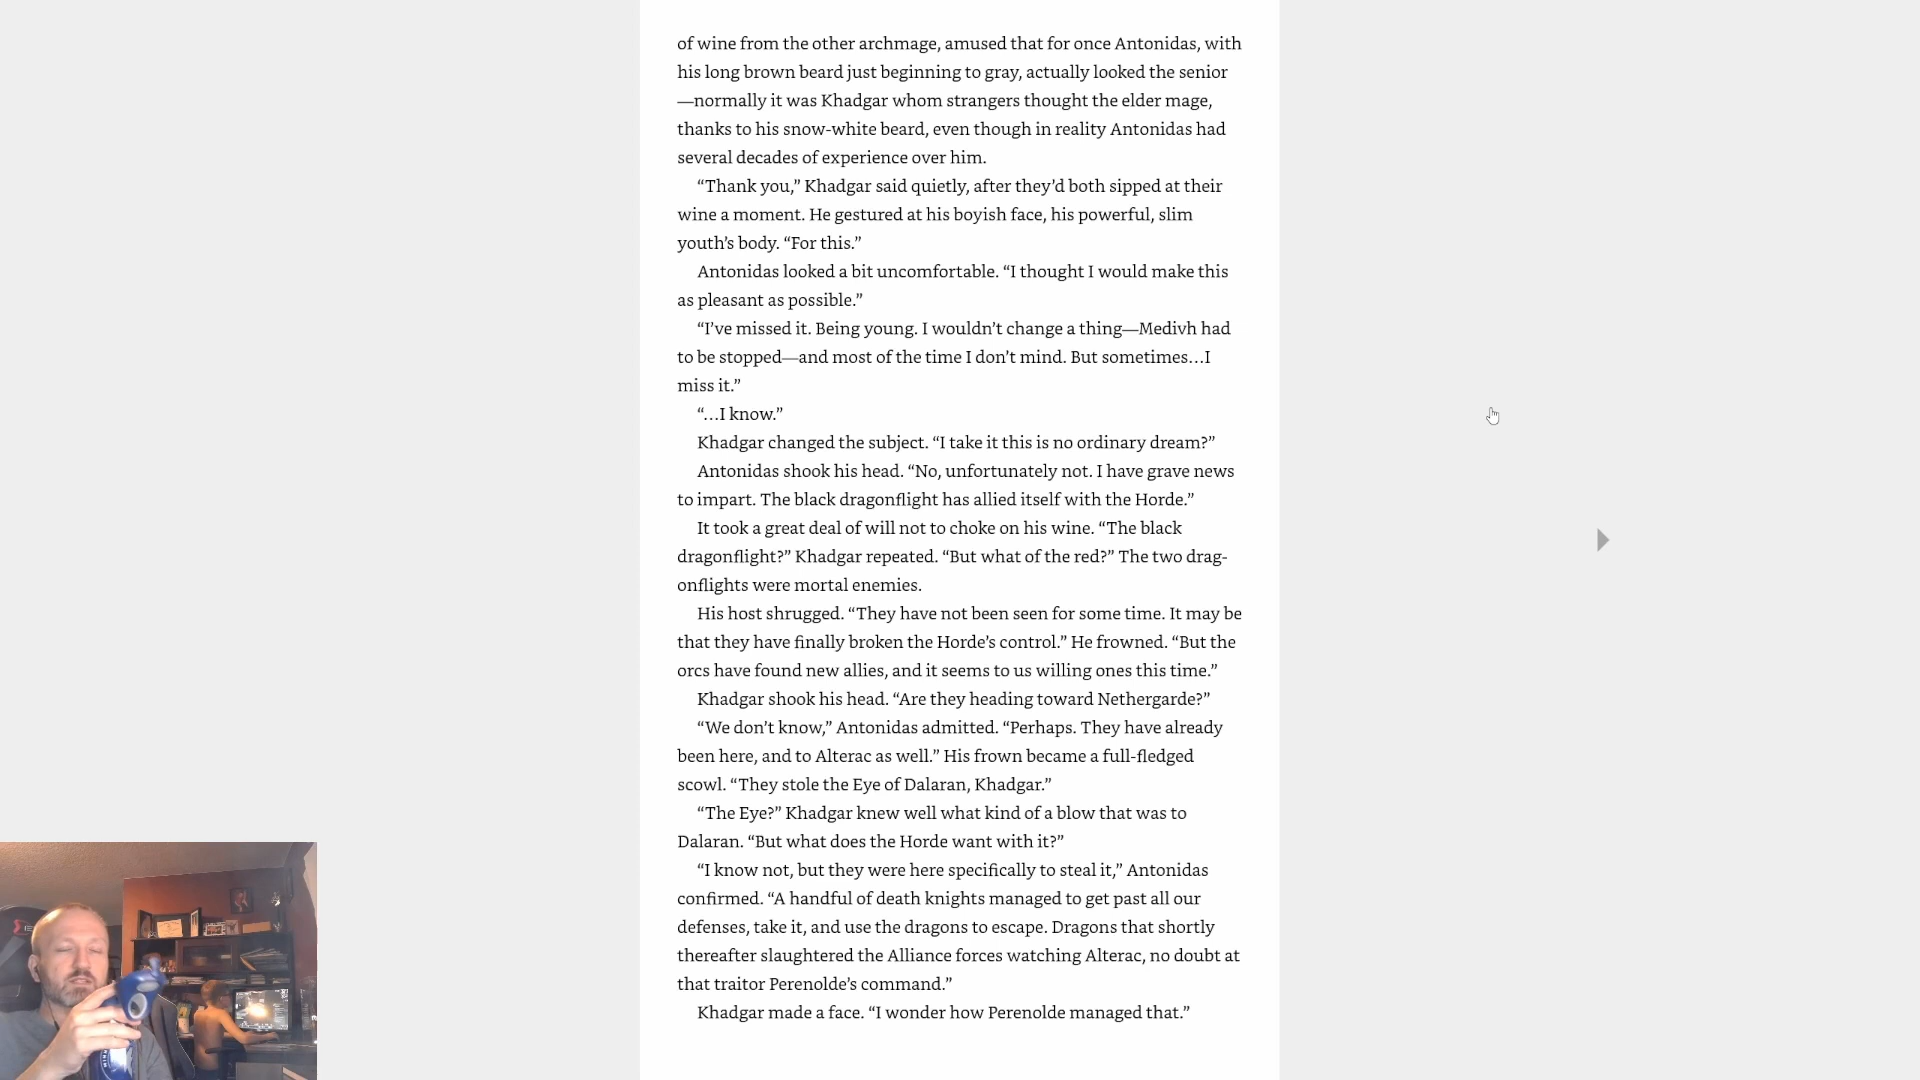 of wine from the other archmage, amused that for once Antonidas, with
his long brown beard just beginning to gray, actually looked the senior
—normally it was Khadgar whom strangers thought the elder mage,
thanks to his snow-white beard, even though in reality Antonidas had
several decades of experience over him.
“Thank you,” Khadgar said quietly, after they’d both sipped at their
wine a moment. He gestured at his boyish face, his powerful, slim
youth’s body. “For this.”
Antonidas looked a bit uncomfortable. “I thought I would make this
as pleasant as possible.”
“I’ve missed it. Being young. I wouldn’t change a thing—Medivh had
to be stopped—and most of the time I don’t mind. But sometimes…I
miss it.”
“…I know.”
Khadgar changed the subject. “I take it this is no ordinary dream?”
Antonidas shook his head. “No, unfortunately not. I have grave news
to impart. The black dragonflight has allied itself with the Horde.”
It took a great deal of will not to choke on his wine. “The black
dragonflight?” Khadgar repeated. “But what of the red?” The two drag-
onflights were mortal enemies.
His host shrugged. “They have not been seen for some time. It may be
that they have finally broken the Horde’s control.” He frowned. “But the
orcs have found new allies, and it seems to us willing ones this time.”
Khadgar shook his head. “Are they heading toward Nethergarde?”
“We don’t know,” Antonidas admitted. “Perhaps. They have already
been here, and to Alterac as well.” His frown became a full-fledged
scowl. “They stole the Eye of Dalaran, Khadgar.”
“The Eye?” Khadgar knew well what kind of a blow that was to
Dalaran. “But what does the Horde want with it?”
“I know not, but they were here specifically to steal it,” Antonidas
confirmed. “A handful of death knights managed to get past all our
defenses, take it, and use the dragons to escape. Dragons that shortly
thereafter slaughtered the Alliance forces watching Alterac, no doubt at
that traitor Perenolde’s command.”
Khadgar made a face. “I wonder how Perenolde managed that.”